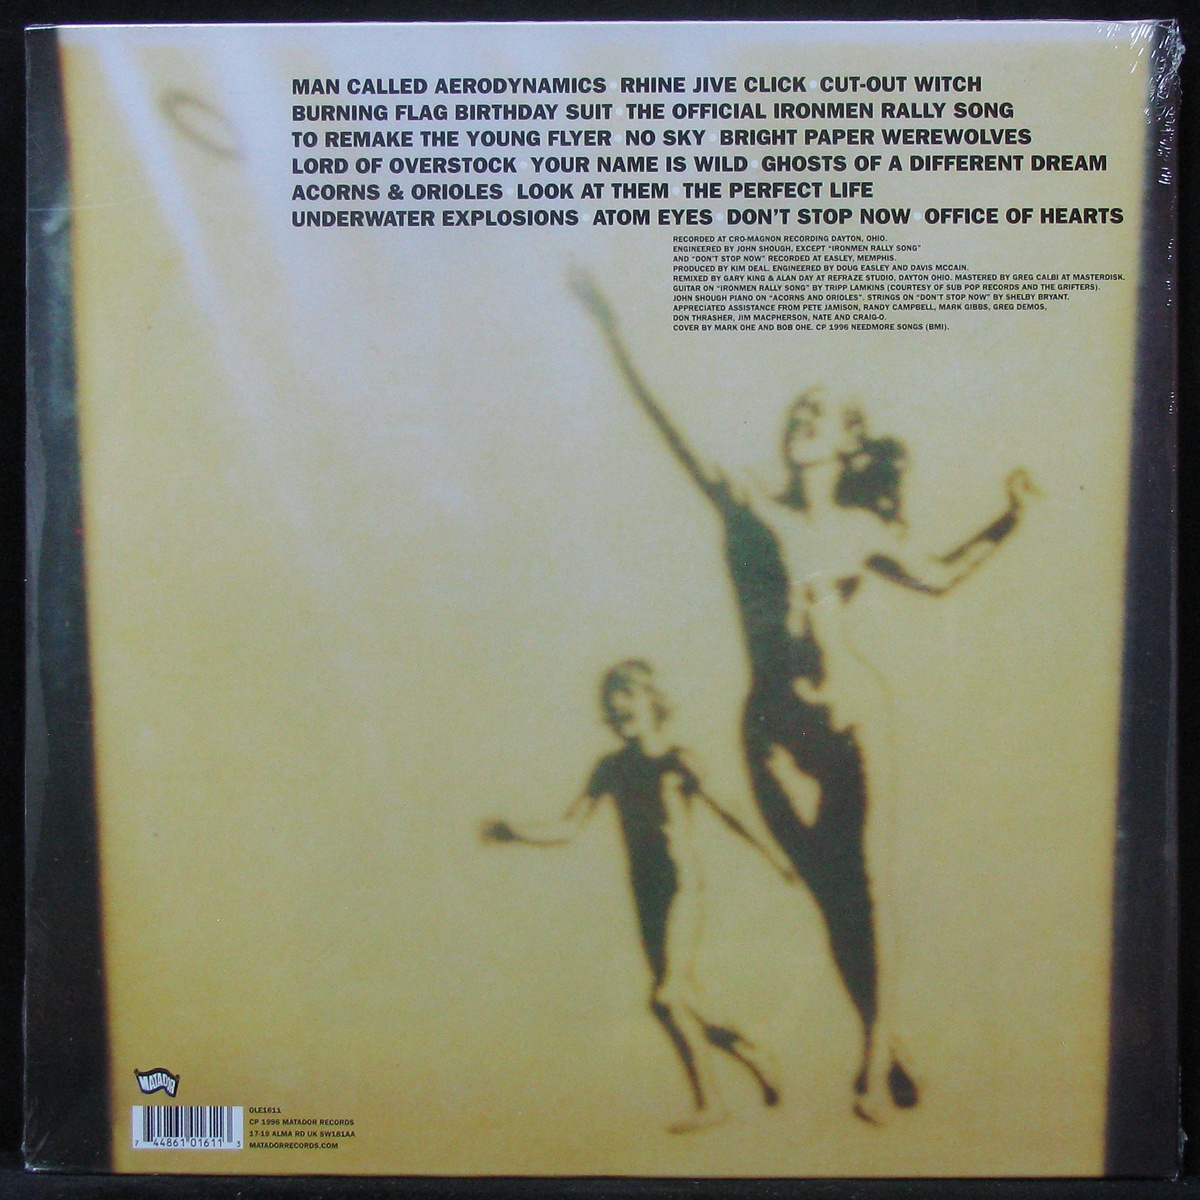 MAN CALLED AERODYNAMICS • RHINE JIVE CLICK • CUT-OUT WITCH
BURNING FLAG BIRTHDAY SUIT • THE OFFICIAL IRONMEN RALLY SONG
TO REMAKE THE YOUNG FLYER • NO SKY • BRIGHT PAPER WEREWOLVES
LORD OF OVERSTOCK • YOUR NAME IS WILD • GHOSTS OF A DIFFERENT DREAM
ACORNS & ORIOLES • LOOK AT THEM • THE PERFECT LIFE
UNDERWATER EXPLOSIONS • ATOM EYES • DON'T STOP NOW • OFFICE OF HEARTS
RECORDED AT CRO-MAGNON RECORDING DAYTON, OHIO.
ENGINEERED BY JOHN SHOUGH, EXCEPT "IRONMEN RALLY SONG"
AND "DON'T STOP NOW" RECORDED AT EASLEY, MEMPHIS.
PRODUCED BY KIM DEAL. ENGINEERED BY DOUG EASLEY AND DAVIS MCCAIN.
REMIXED BY GARY KING & ALAN DAY AT REFRAZE STUDIO, DAYTON OHIO. MASTERED BY GREG CALBI AT MASTERDISK.
GUITAR ON "IRONMEN RALLY SONG" BY TRIPP LAMKINS (COURTESY OF SUB POP RECORDS AND THE GRIFTERS).
JOHN SHOUGH PIANO ON "ACORNS AND ORIOLES". STRINGS ON "DON'T STOP NOW" BY SHELBY BRYANT.
APPRECIATED ASSISTANCE FROM PETE JAMISON, RANDY CAMPBELL, MARK GIBBS, GREG DEMOS,
DON THRASHER, JIM MACPHERSON, NATE AND CRAIG-O.
COVER BY MARK OHE AND BOB OHE. CP 1996 NEEDMORE SONGS (BMI).
MATADOR
OLE1611
CP 1996 MATADOR RECORDS
17-19 ALMA RD UK SW181AA
MATADORRECORDS.COM
7 44861 01611 3